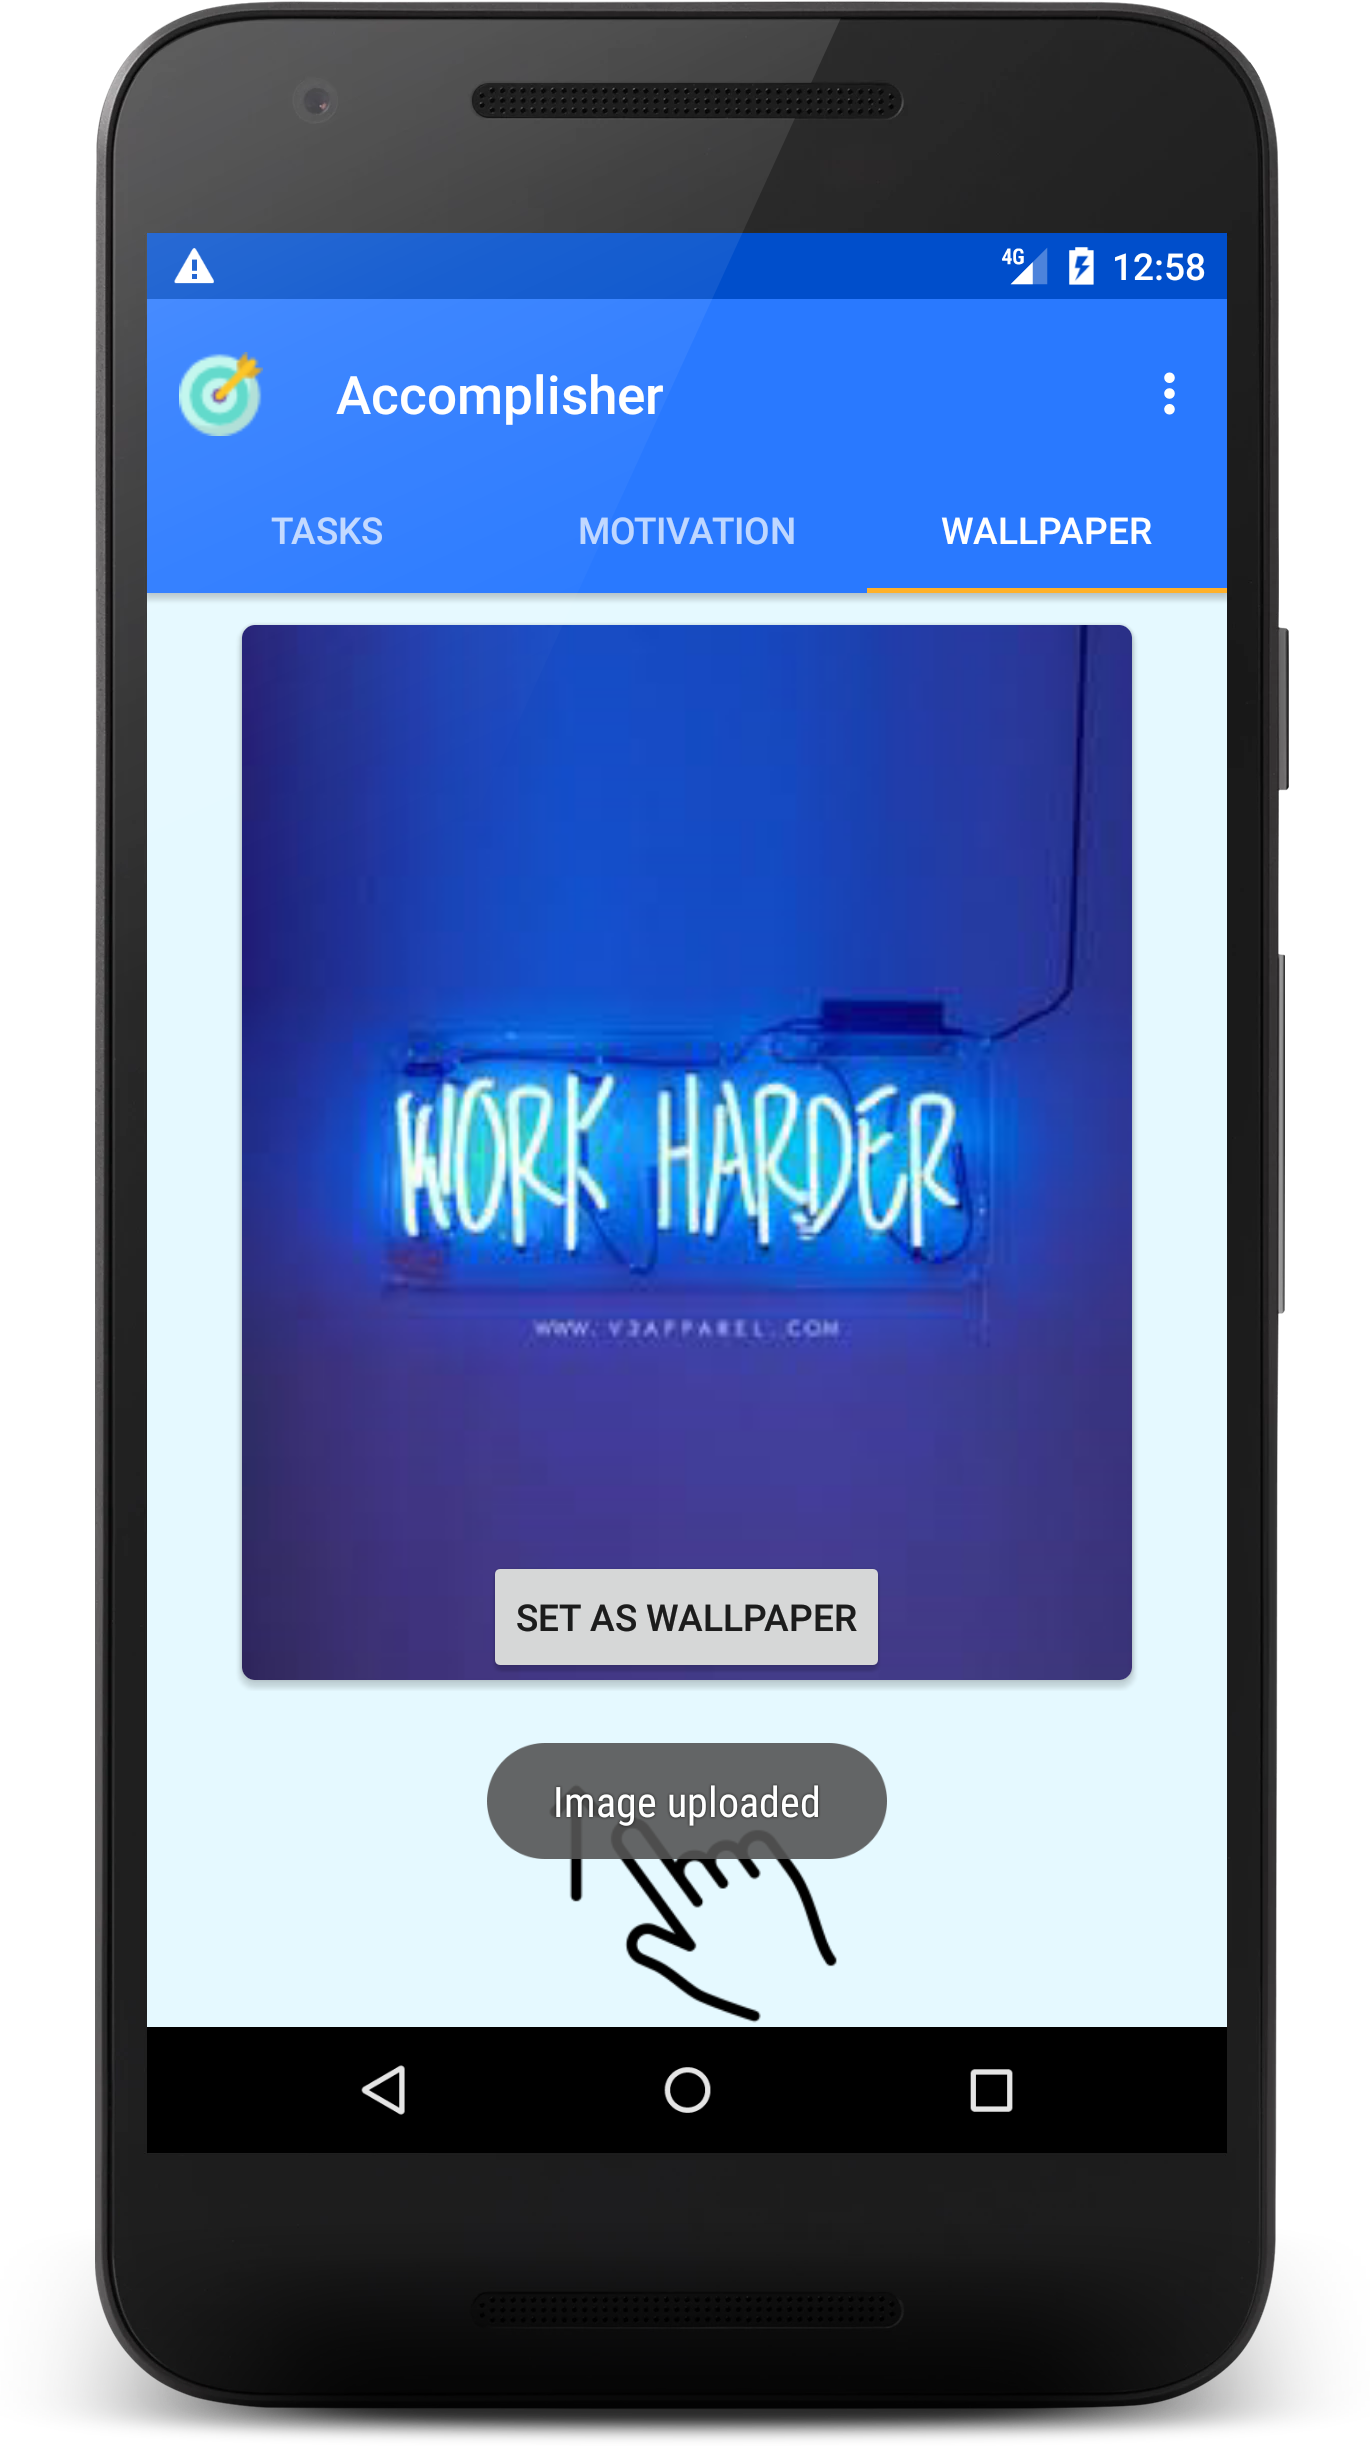 4G 12:58
Accomplisher
TASKS MOTIVATION WALLPAPER
WORK HARDER
WWW. V3APPAREL. COM
SET AS WALLPAPER
Image uploaded